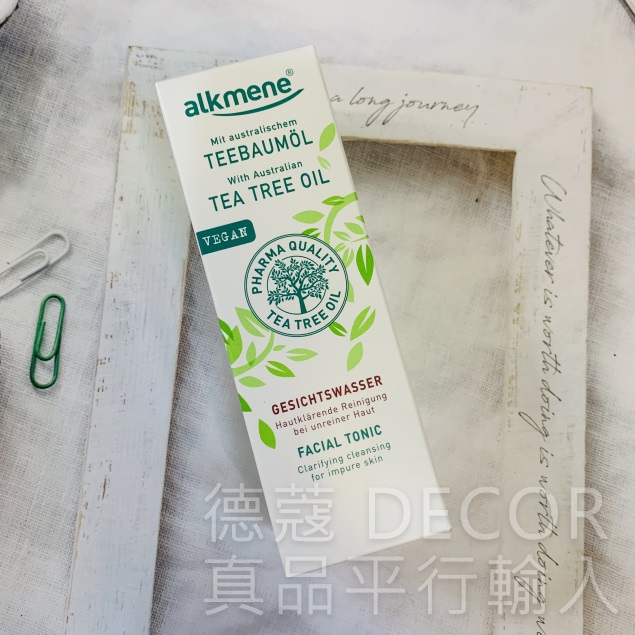 alkmene®
Mit australischem
TEEBAUMÖL
With Australian
TEA TREE OIL
VEGAN
PHARMA QUALITY
TEA TREE OIL
GESICHTSWASSER
Hautklärende Reinigung
bei unreiner Haut
FACIAL TONIC
Clarifying cleansing
for impure skin
a long journey
Whatever is worth doing is worth doing
德蔻 DECOR
真品平行輸入